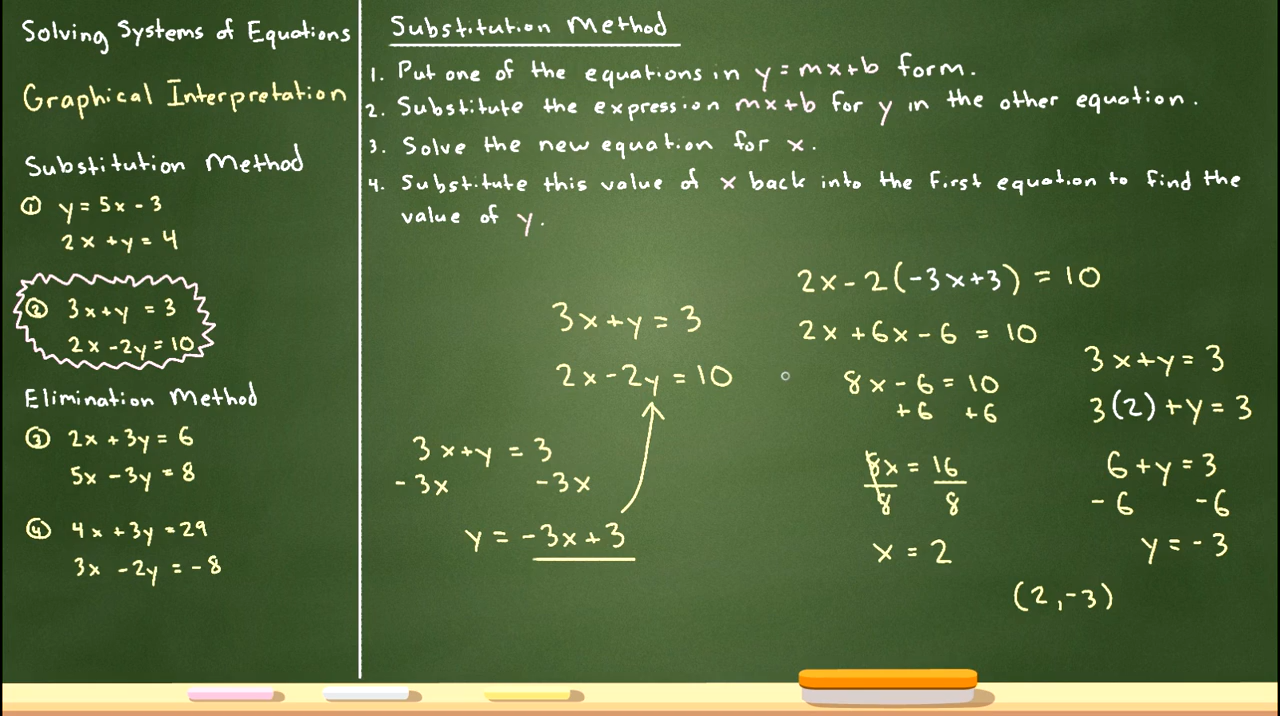 Solving Systems of Equations
Graphical Interpretation
Substitution Method
① y = 5x - 3
2x + y = 4
② 3x + y = 3
2x - 2y = 10
Elimination Method
③ 2x + 3y = 6
5x - 3y = 8
④ 4x + 3y = 29
3x - 2y = -8
Substitution Method
1. Put one of the equations in y = mx + b form.
2. Substitute the expression mx + b for y in the other equation.
3. Solve the new equation for x.
4. Substitute this value of x back into the first equation to find the
value of y.
3x + y = 3
2x - 2y = 10
3x + y = 3
-3x -3x
y = -3x + 3
2x - 2(-3x + 3) = 10
2x + 6x - 6 = 10
8x - 6 = 10
+6 +6
8x = 16
8 8
x = 2
3x + y = 3
3(2) + y = 3
6 + y = 3
-6 -6
y = -3
(2, -3)